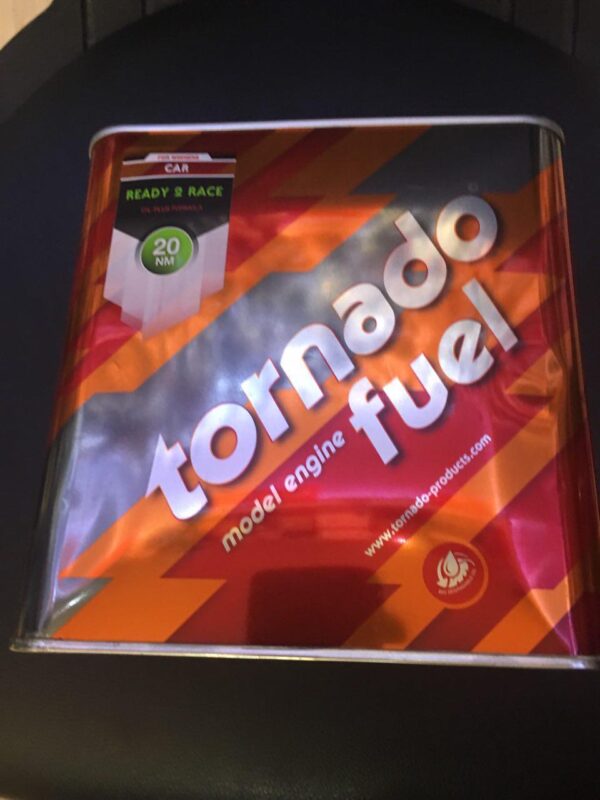 CAR
READY 2 RACE
20
NM
tornado
fuel
model engine
www.tornado-products.com